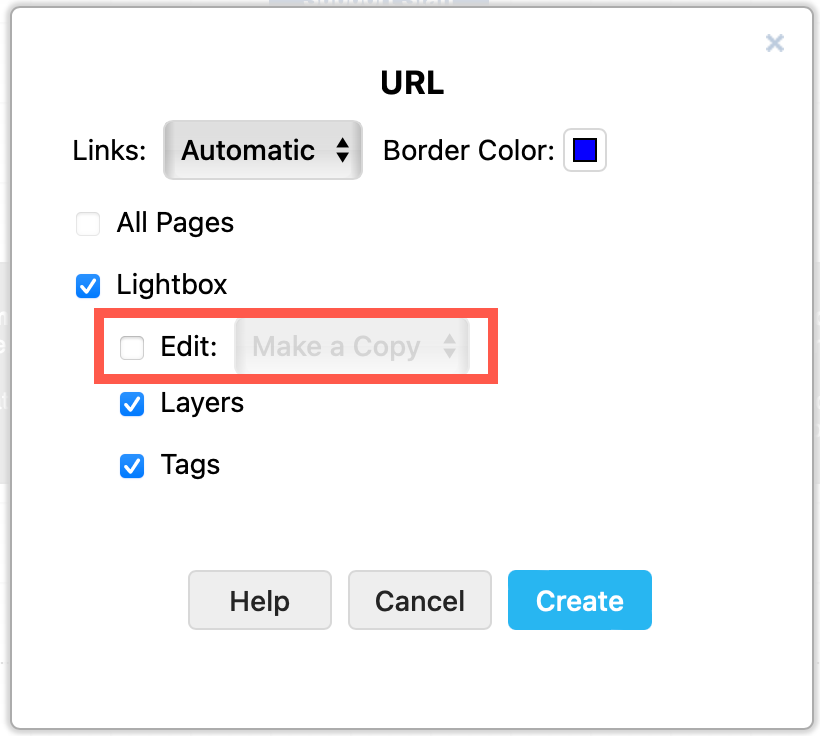 URL
Links: Automatic Border Color:
All Pages
Lightbox
Edit: Make a Copy
Layers
Tags
Help Cancel Create